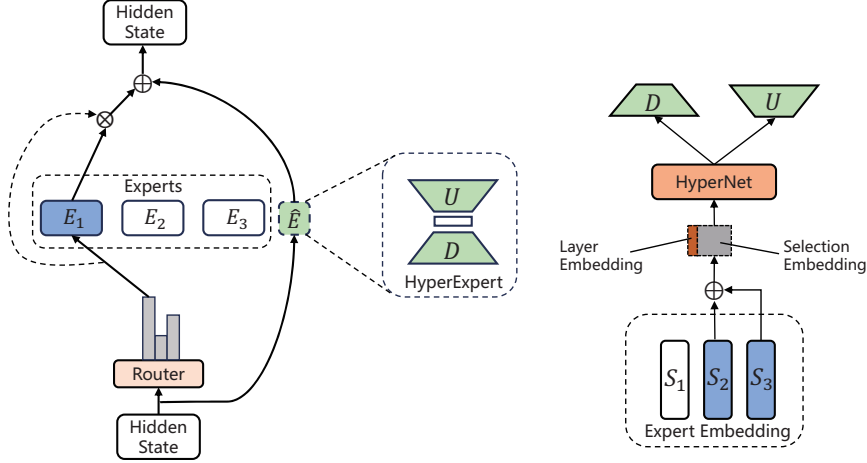 Hidden
State
Experts
E₁
E₂
E₃
Ê
U
D
HyperExpert
Router
Hidden
State
D
U
HyperNet
Layer
Embedding
Selection
Embedding
S₁
S₂
S₃
Expert Embedding